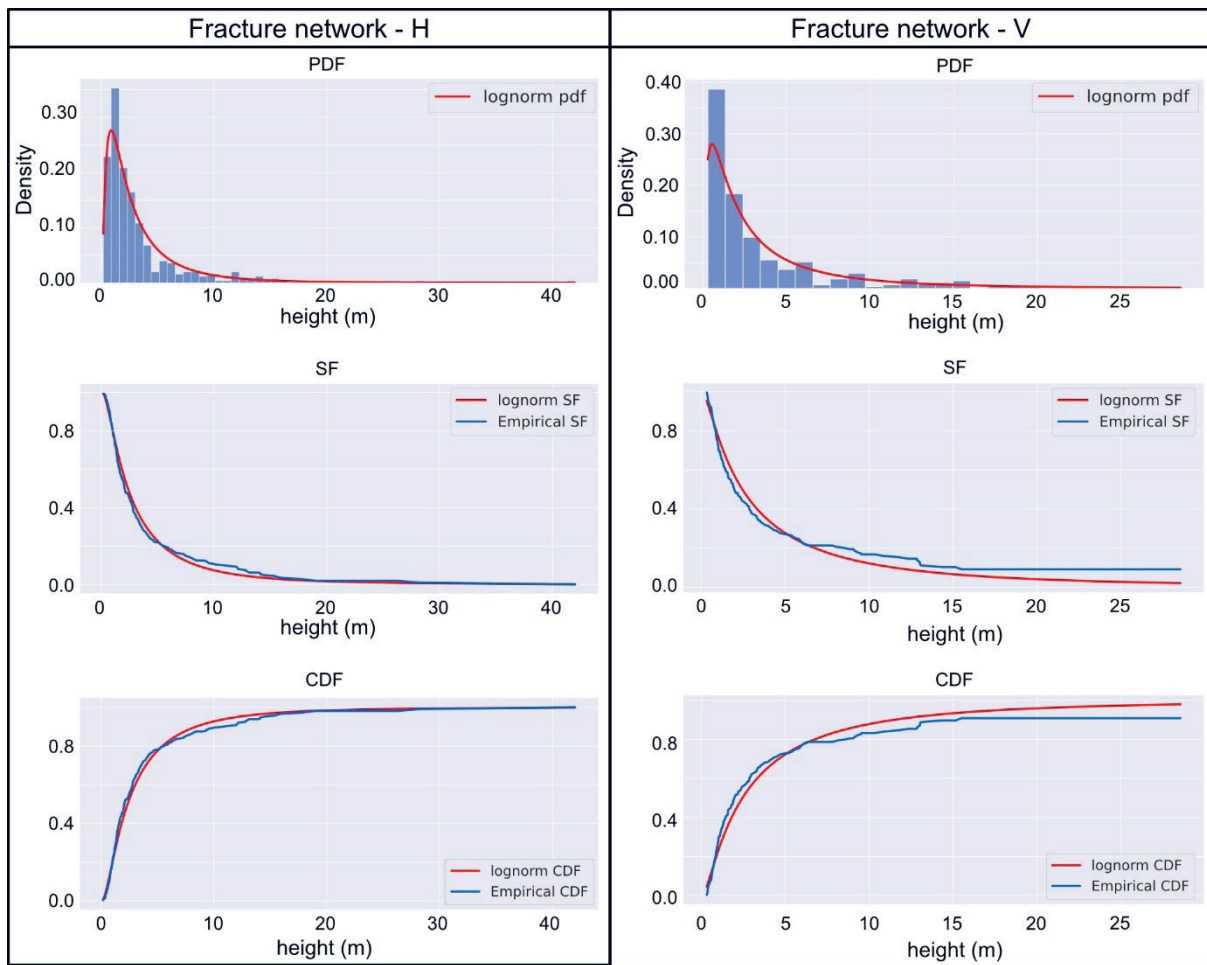 Fracture network - H
PDF
lognorm pdf
Density
0.30
0.20
0.10
0.00
0
10
20
30
40
height (m)
SF
lognorm SF
Empirical SF
0.8
0.4
0.0
0
10
20
30
40
height (m)
CDF
0.8
0.4
0.0
lognorm CDF
Empirical CDF
0
10
20
30
40
height (m)
Fracture network - V
PDF
lognorm pdf
Density
0.40
0.30
0.20
0.10
0.00
0
5
10
15
20
25
height (m)
SF
lognorm SF
Empirical SF
0.8
0.4
0.0
0
5
10
15
20
25
height (m)
CDF
0.8
0.4
0.0
lognorm CDF
Empirical CDF
0
5
10
15
20
25
height (m)